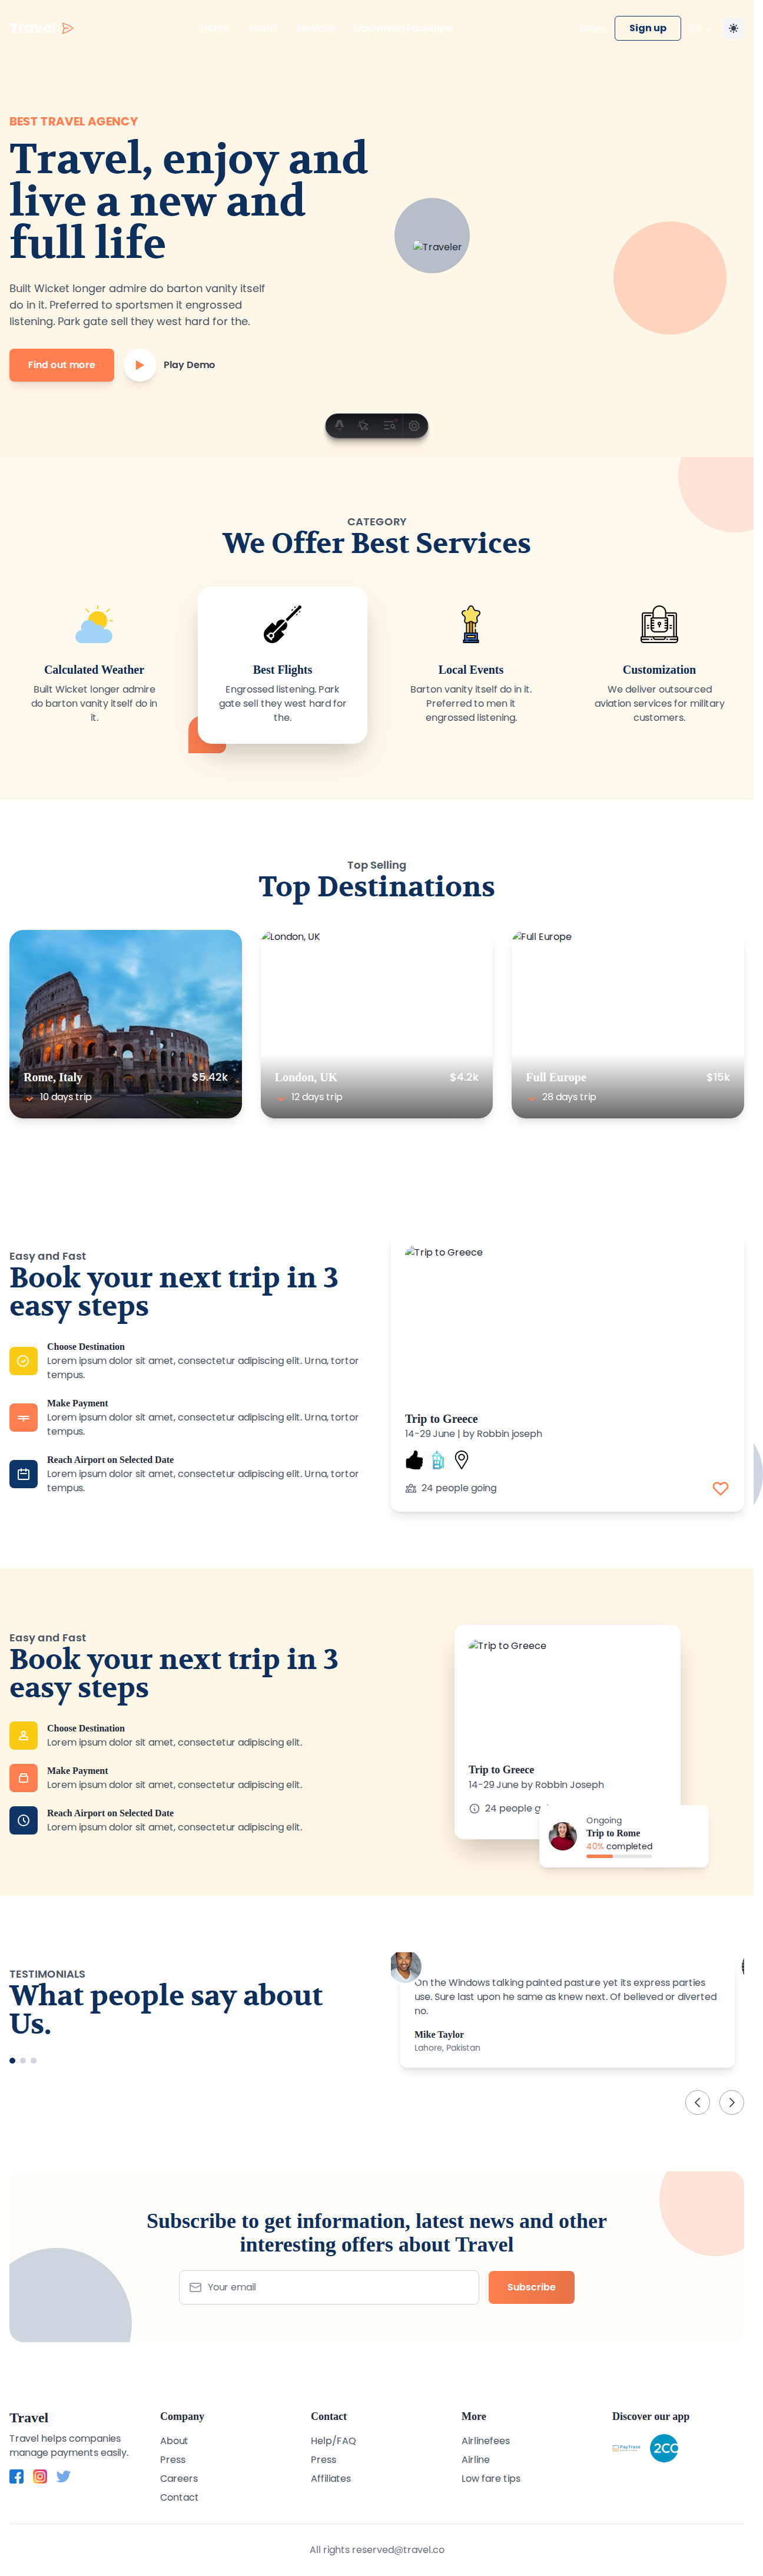 Travel
Home About Services Upcoming Packages
Login
Sign up
EN
BEST TRAVEL AGENCY
Travel, enjoy and
live a new and
full life
Traveler
Built Wicket longer admire do barton vanity itself
do in it. Preferred to sportsmen it engrossed
listening. Park gate sell they west hard for the.
Find out more
Play Demo
CATEGORY
We Offer Best Services
Calculated Weather
Built Wicket longer admire
do barton vanity itself do in
it.
Best Flights
Engrossed listening. Park
gate sell they west hard for
the.
Local Events
Barton vanity itself do in it.
Preferred to men it
engrossed listening.
Customization
We deliver outsourced
aviation services for military
customers.
Top Selling
Top Destinations
Rome, Italy
$5.42k
10 days trip
London, UK
London, UK
$4.2k
12 days trip
Full Europe
Full Europe
$15k
28 days trip
Easy and Fast
Book your next trip in 3
easy steps
Choose Destination
Lorem ipsum dolor sit amet, consectetur adipiscing elit. Urna, tortor
tempus.
Make Payment
Lorem ipsum dolor sit amet, consectetur adipiscing elit. Urna, tortor
tempus.
Reach Airport on Selected Date
Lorem ipsum dolor sit amet, consectetur adipiscing elit. Urna, tortor
tempus.
Trip to Greece
Trip to Greece
14-29 June | by Robbin joseph
24 people going
Easy and Fast
Book your next trip in 3
easy steps
Choose Destination
Lorem ipsum dolor sit amet, consectetur adipiscing elit.
Make Payment
Lorem ipsum dolor sit amet, consectetur adipiscing elit.
Reach Airport on Selected Date
Lorem ipsum dolor sit amet, consectetur adipiscing elit.
Trip to Greece
Trip to Greece
14-29 June by Robbin Joseph
24 people
Ongoing
Trip to Rome
40% completed
TESTIMONIALS
What people say about
Us.
On the Windows talking painted pasture yet its express parties
use. Sure last upon he same as knew next. Of believed or diverted
no.
Mike Taylor
Lahore, Pakistan
Subscribe to get information, latest news and other
interesting offers about Travel
Your email
Subscribe
Travel
Travel helps companies
manage payments easily.
Company
About
Press
Careers
Contact
Contact
Help/FAQ
Press
Affiliates
More
Airlinefees
Airline
Low fare tips
Discover our app
PayTrace
2CO
All rights reserved@travel.co